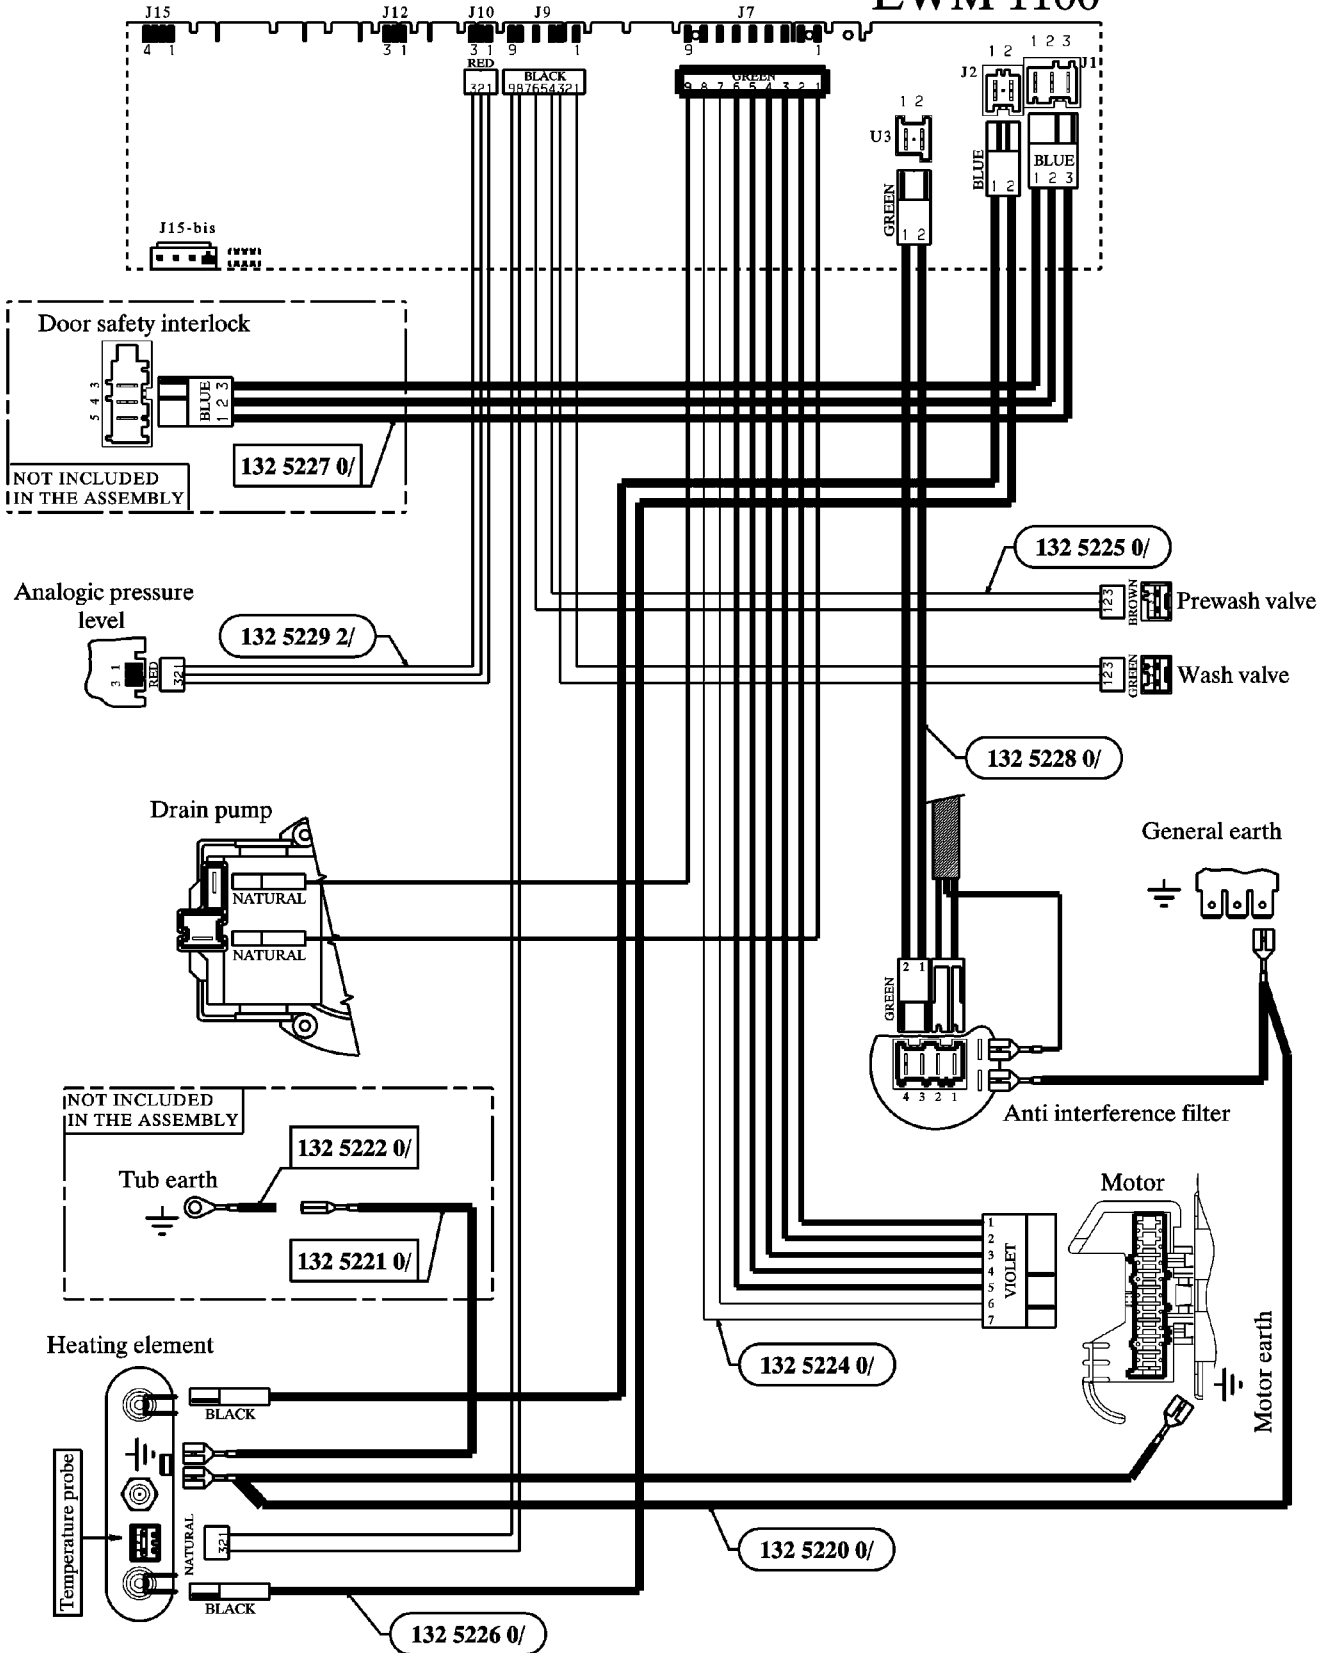 EWM 1100
J15 J12 J10 J9 J7
4 1 3 1 3 1 9 1 9 1
RED
321
BLACK
987654321
GREEN
9 8 7 6 5 4 3 2 1
1 2
J2
1 2 3
J1
1 2
U3
BLUE
1 2
BLUE
1 2 3
GREEN
1 2
J15-bis
Door safety interlock
3
4
5
BLUE
1 2 3
132 5227 0/
NOT INCLUDED
IN THE ASSEMBLY
132 5225 0/
123
BROWN
Prewash valve
Analogic pressure
level
132 5229 2/
3 1
RED
321
123
GREEN
Wash valve
132 5228 0/
Drain pump
NATURAL
NATURAL
General earth
2 1
GREEN
4 3 2 1
Anti interference filter
NOT INCLUDED
IN THE ASSEMBLY
132 5222 0/
Tub earth
132 5221 0/
Motor
1
2
3
4
5
6
7
VIOLET
Motor earth
132 5224 0/
Heating element
BLACK
Temperature probe
NATURAL
321
132 5220 0/
BLACK
132 5226 0/